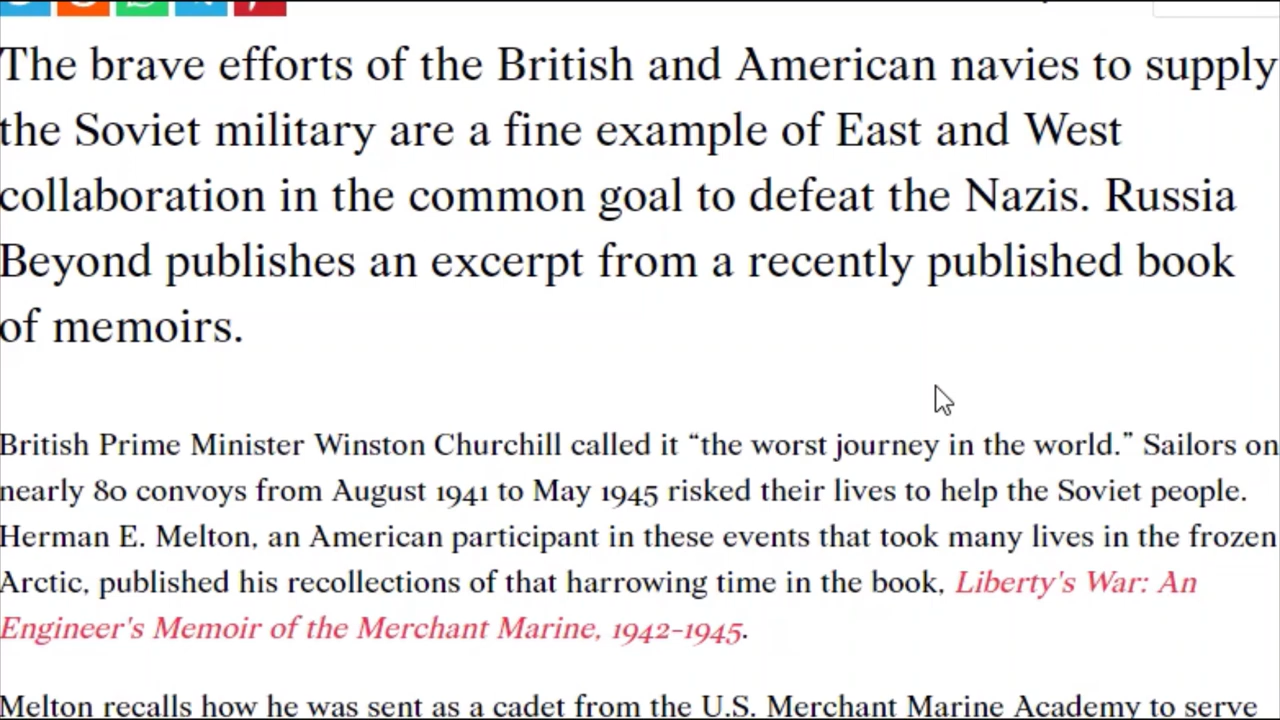 The brave efforts of the British and American navies to supply
the Soviet military are a fine example of East and West
collaboration in the common goal to defeat the Nazis. Russia
Beyond publishes an excerpt from a recently published book
of memoirs.
British Prime Minister Winston Churchill called it “the worst journey in the world.” Sailors on
nearly 80 convoys from August 1941 to May 1945 risked their lives to help the Soviet people.
Herman E. Melton, an American participant in these events that took many lives in the frozen
Arctic, published his recollections of that harrowing time in the book, Liberty's War: An
Engineer's Memoir of the Merchant Marine, 1942-1945.
Melton recalls how he was sent as a cadet from the U.S. Merchant Marine Academy to serve